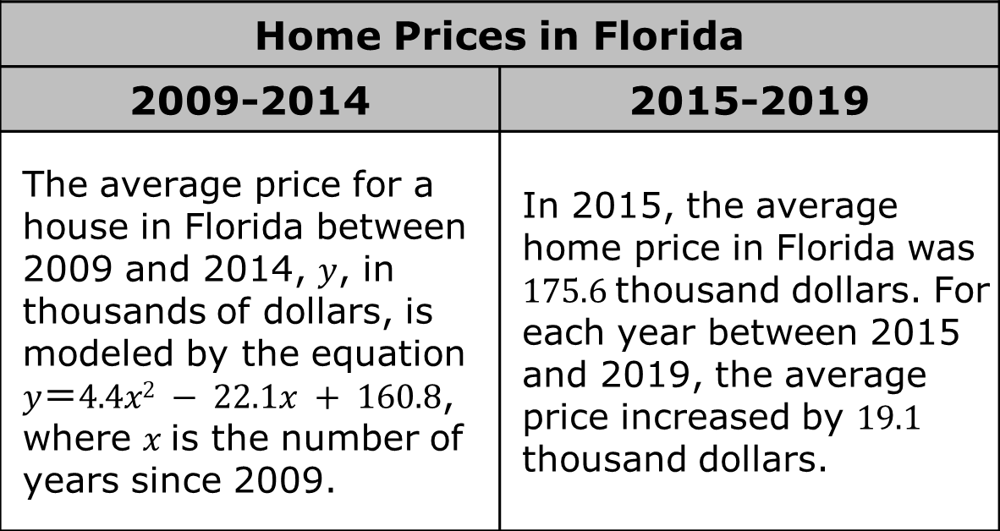 Home Prices in Florida
2009-2014
2015-2019
The average price for a
house in Florida between
2009 and 2014, y, in
thousands of dollars, is
modeled by the equation
y=4.4x² − 22.1x + 160.8,
where x is the number of
years since 2009.
In 2015, the average
home price in Florida was
175.6 thousand dollars. For
each year between 2015
and 2019, the average
price increased by 19.1
thousand dollars.